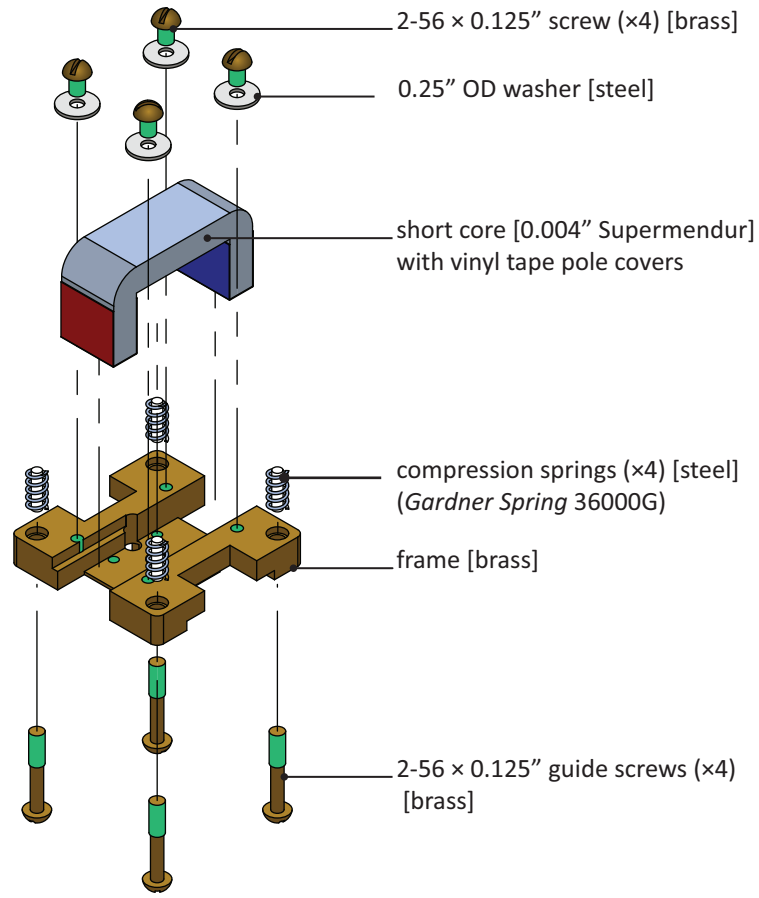 2-56 × 0.125” screw (×4) [brass]
0.25” OD washer [steel]
short core [0.004” Supermendur]
with vinyl tape pole covers
compression springs (×4) [steel]
(Gardner Spring 36000G)
frame [brass]
2-56 × 0.125” guide screws (×4)
[brass]